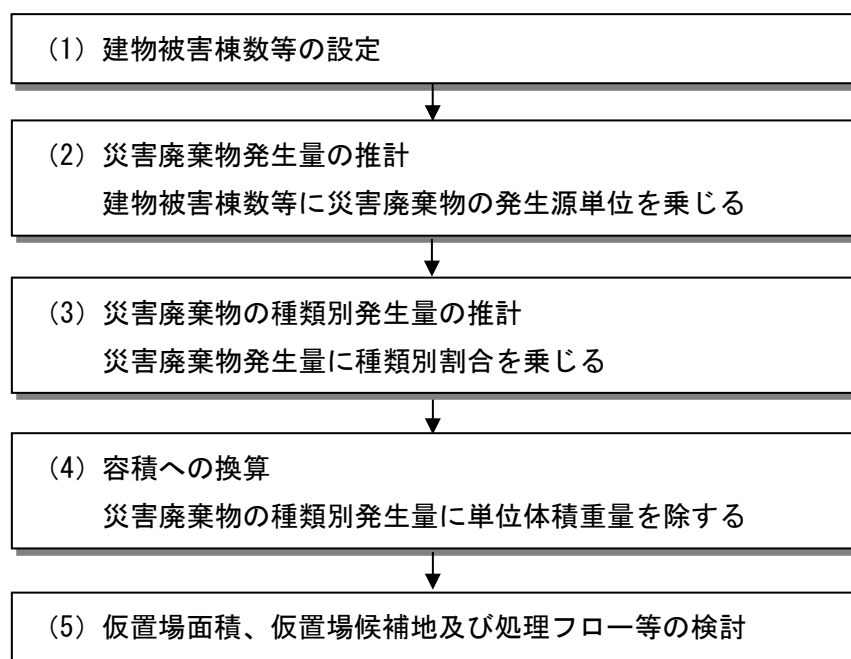 (1) 建物被害棟数等の設定
(2) 災害廃棄物発生量の推計
建物被害棟数等に災害廃棄物の発生源単位を乗じる
(3) 災害廃棄物の種類別発生量の推計
災害廃棄物発生量に種類別割合を乗じる
(4) 容積への換算
災害廃棄物の種類別発生量に単位体積重量を除する
(5) 仮置場面積、仮置場候補地及び処理フロー等の検討